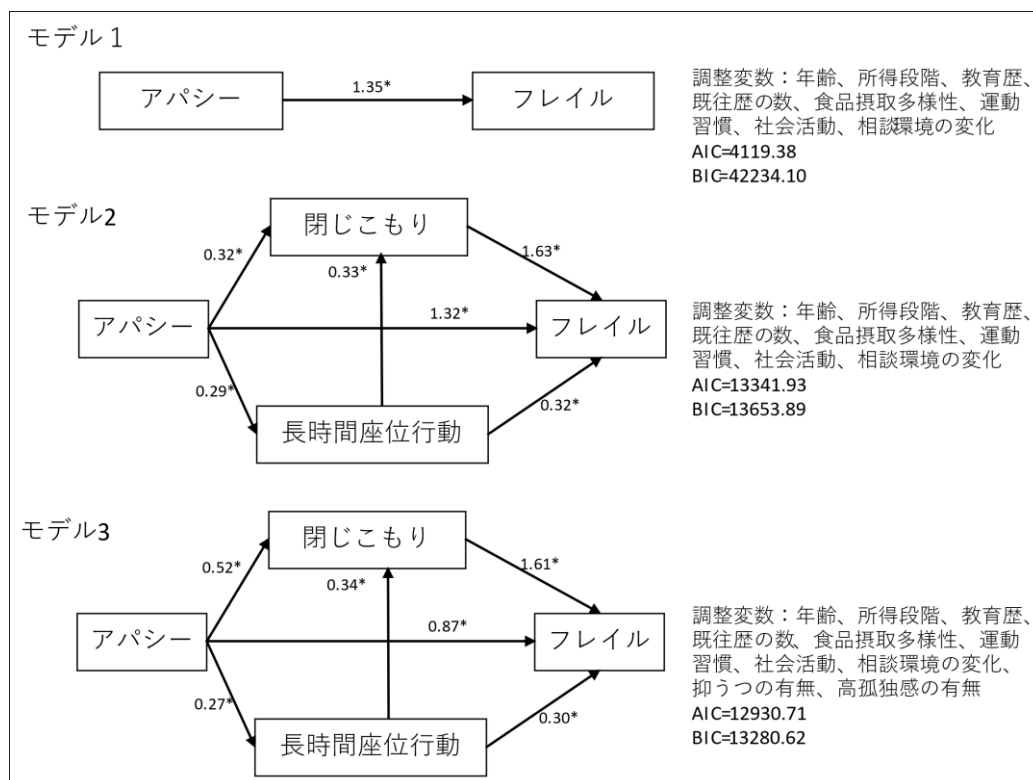 モデル 1
アパシー
1.35*
フレイル
調整変数：年齢、所得段階、教育歴、
既往歴の数、食品摂取多様性、運動
習慣、社会活動、相談環境の変化
AIC=4119.38
BIC=42234.10
モデル2
閉じこもり
0.32*
0.33*
1.63*
アパシー
1.32*
フレイル
0.29*
0.32*
長時間座位行動
調整変数：年齢、所得段階、教育歴、
既往歴の数、食品摂取多様性、運動
習慣、社会活動、相談環境の変化
AIC=13341.93
BIC=13653.89
モデル3
閉じこもり
0.52*
0.34*
1.61*
アパシー
0.87*
フレイル
0.27*
0.30*
長時間座位行動
調整変数：年齢、所得段階、教育歴、
既往歴の数、食品摂取多様性、運動
習慣、社会活動、相談環境の変化、
抑うつの有無、高孤独感の有無
AIC=12930.71
BIC=13280.62